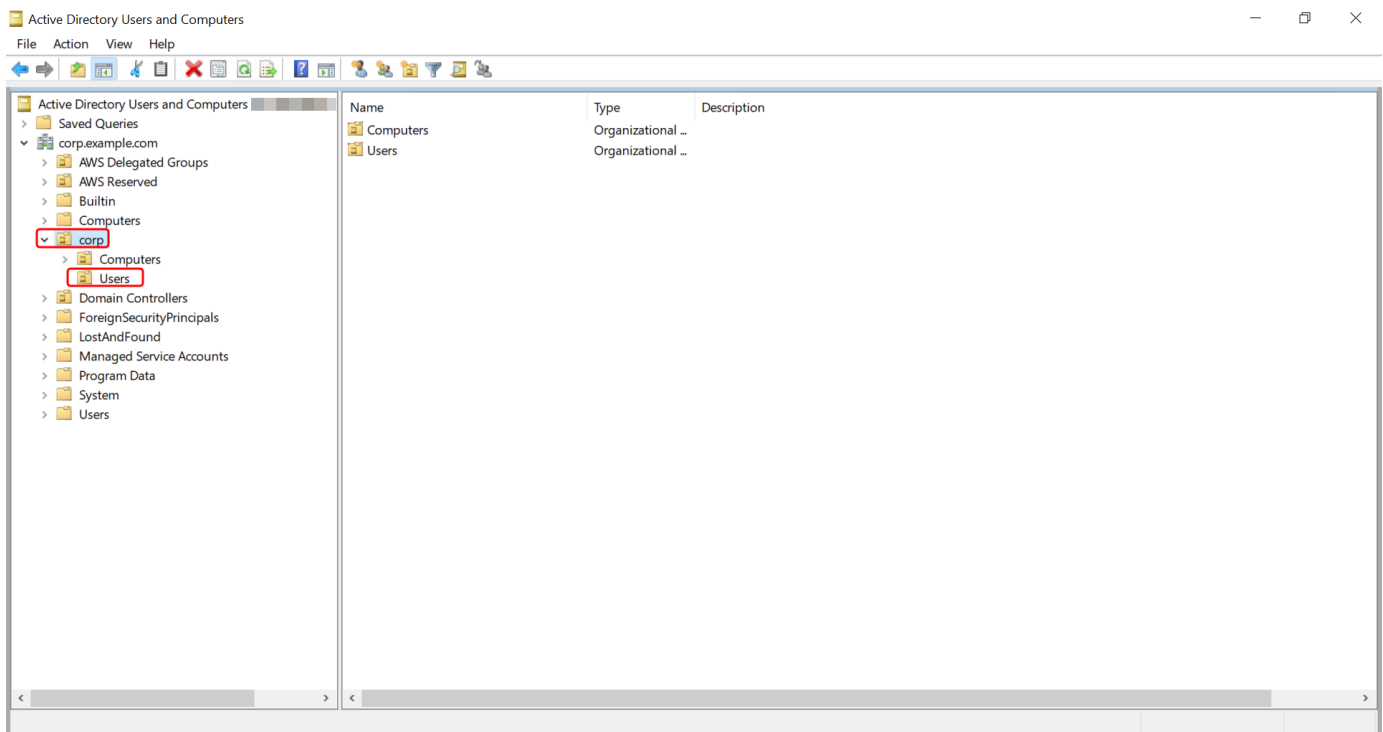 Active Directory Users and Computers
File Action View Help
Active Directory Users and Computers
Saved Queries
corp.example.com
AWS Delegated Groups
AWS Reserved
Builtin
Computers
corp
Computers
Users
Domain Controllers
ForeignSecurityPrincipals
LostAndFound
Managed Service Accounts
Program Data
System
Users
Name Type Description
Computers Organizational ...
Users Organizational ...